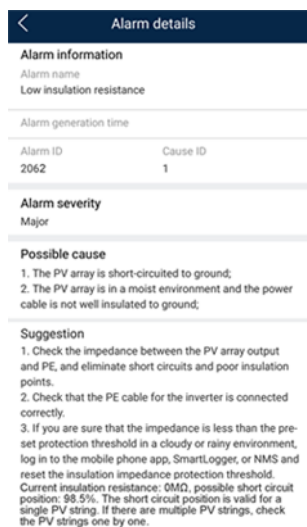 Alarm details
Alarm information
Alarm name
Low insulation resistance
Alarm generation time
Alarm ID Cause ID
2062 1
Alarm severity
Major
Possible cause
1. The PV array is short-circuited to ground;
2. The PV array is in a moist environment and the power
cable is not well insulated to ground;
Suggestion
1. Check the impedance between the PV array output
and PE, and eliminate short circuits and poor insulation
points.
2. Check that the PE cable for the inverter is connected
correctly.
3. If you are sure that the impedance is less than the pre-
set protection threshold in a cloudy or rainy environment,
log in to the mobile phone app, SmartLogger, or NMS and
reset the insulation impedance protection threshold.
Current insulation resistance: 0MΩ, possible short circuit
position: 98.5%. The short circuit position is valid for a
single PV string. If there are multiple PV strings, check
the PV strings one by one.